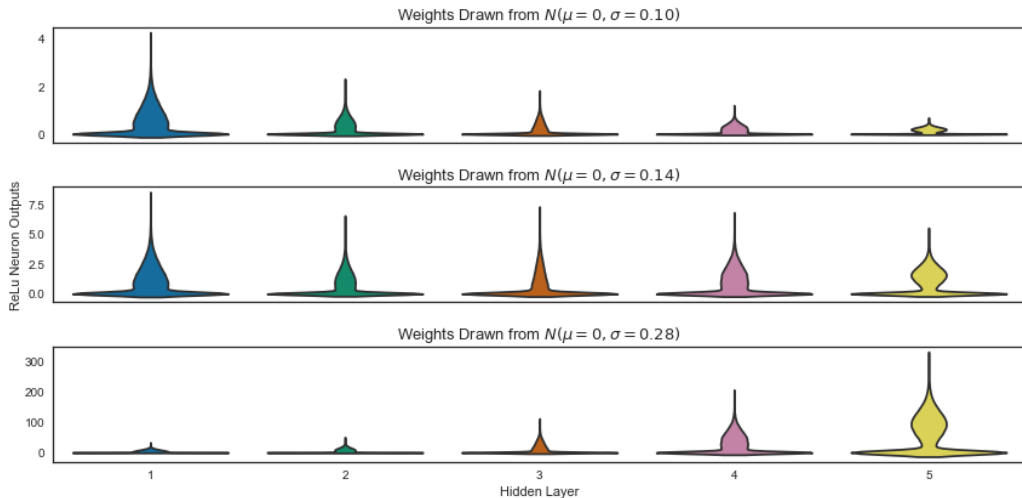 Weights Drawn from N(μ = 0, σ = 0.10)
4
2
0
Weights Drawn from N(μ = 0, σ = 0.14)
ReLu Neuron Outputs
7.5
5.0
2.5
0.0
Weights Drawn from N(μ = 0, σ = 0.28)
300
200
100
0
1 2 3 4 5
Hidden Layer